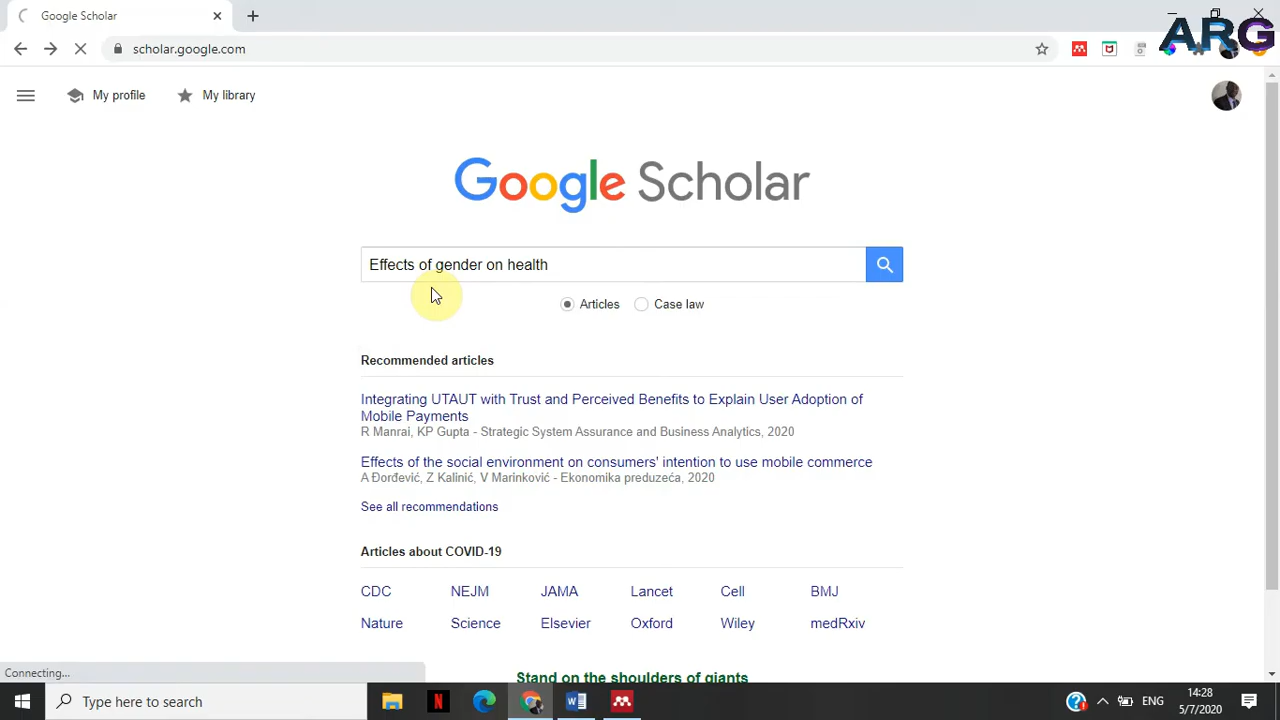 Google Scholar
ARG
scholar.google.com
My profile
My library
Google Scholar
Effects of gender on health
Articles
Case law
Recommended articles
Integrating UTAUT with Trust and Perceived Benefits to Explain User Adoption of
Mobile Payments
R Manrai, KP Gupta - Strategic System Assurance and Business Analytics, 2020
Effects of the social environment on consumers' intention to use mobile commerce
A Đorđević, Z Kalinić, V Marinković - Ekonomika preduzeća, 2020
See all recommendations
Articles about COVID-19
CDC NEJM JAMA Lancet Cell BMJ
Nature Science Elsevier Oxford Wiley medRxiv
Connecting...
Stand on the shoulders of giants
Type here to search
N
W
ENG
14:28
5/7/2020